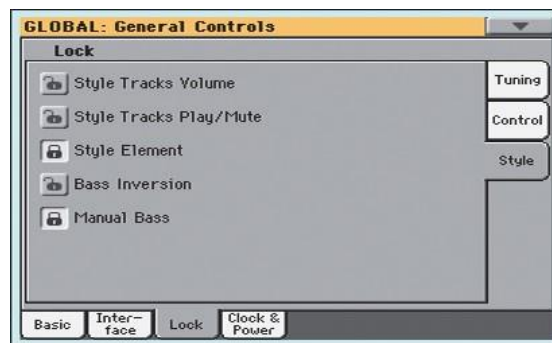 GLOBAL: General Controls
Lock
Style Tracks Volume
Style Tracks Play/Mute
Style Element
Bass Inversion
Manual Bass
Tuning
Control
Style
Basic
Inter-
face
Lock
Clock &
Power